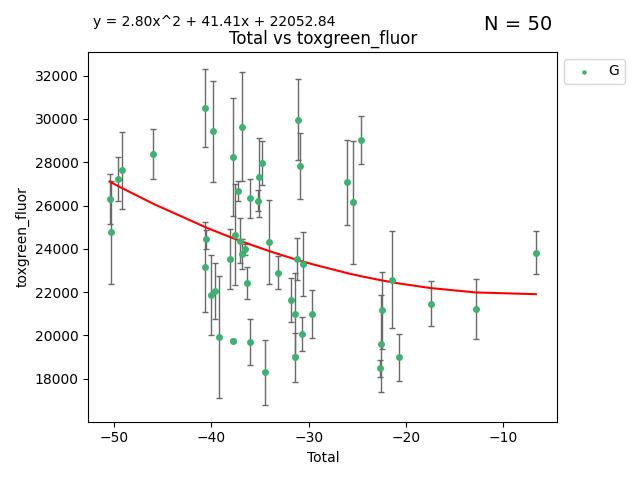 y = 2.80x^2 + 41.41x + 22052.84
N = 50
Total vs toxgreen_fluor
G
toxgreen_fluor
32000
30000
28000
26000
24000
22000
20000
18000
−50
−40
−30
−20
−10
Total